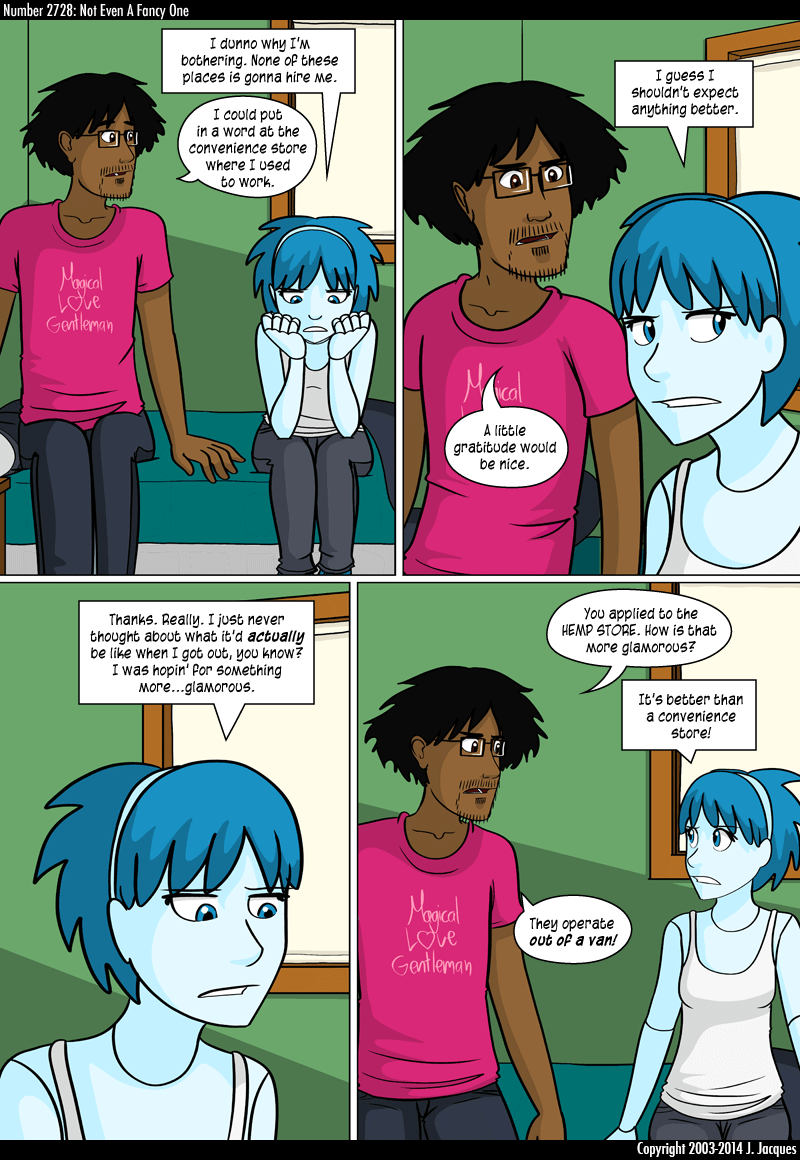 Number 2728: Not Even A Fancy One
I dunno why I'm
bothering. None of these
places is gonna hire me.
I could put
in a word at the
convenience store
where I used
to work.
Magical
Love
Gentleman
I guess I
shouldn't expect
anything better.
Magical
A little
gratitude would
be nice.
Thanks. Really. I just never
thought about what it'd actually
be like when I got out, you know?
I was hopin' for something
more...glamorous.
You applied to the
HEMP STORE. How is that
more glamorous?
It's better than
a convenience
store!
Magical
Love
Gentleman
They operate
out of a van!
Copyright 2003-2014 J. Jacques